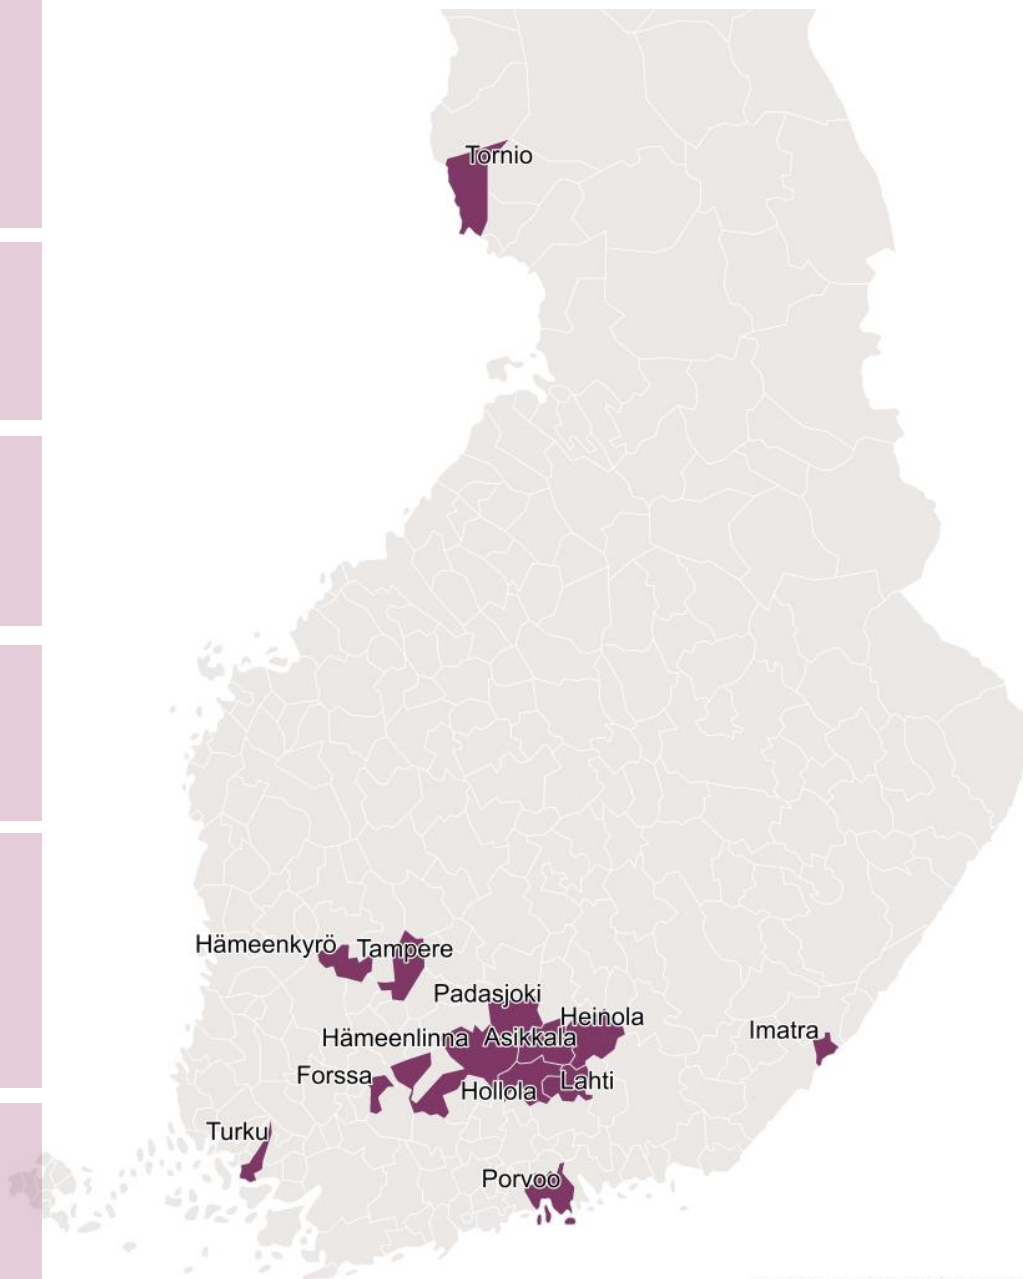 Tornio
Hämeenkyrö
Tampere
Padasjoki
Heinola
Hämeenlinna
Asikkala
Imatra
Forssa
Hollola
Lahti
Turku
Porvoo